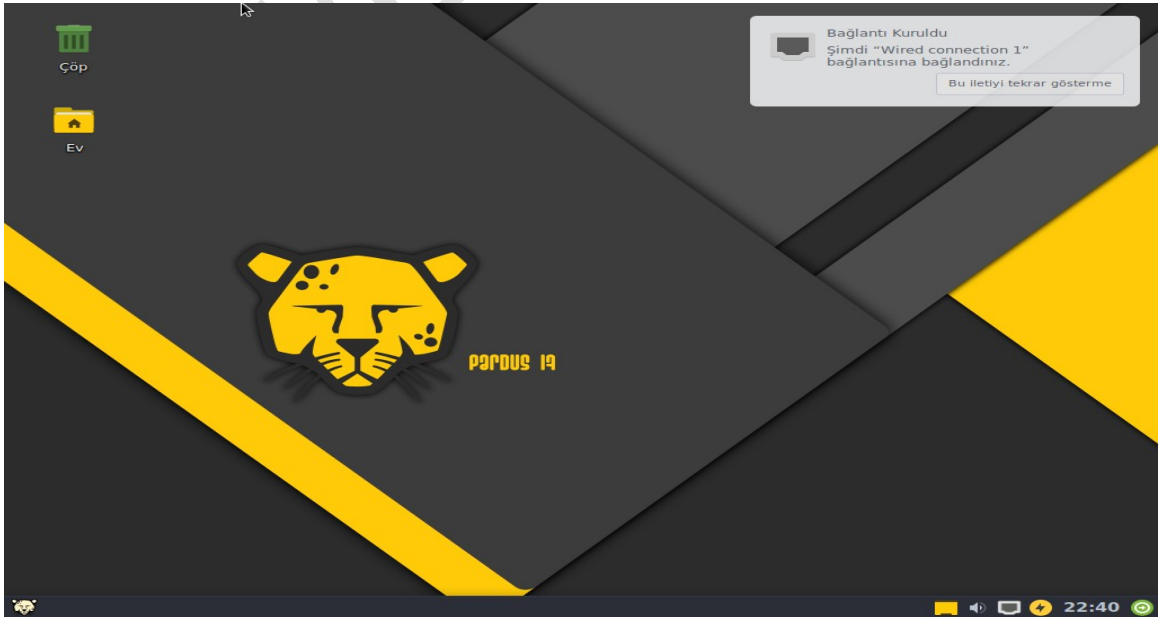 Çöp
Ev
Bağlantı Kuruldu
Şimdi “Wired connection 1”
bağlantısına bağlandınız.
Bu iletiyi tekrar gösterme
PARDUS 19
22:40